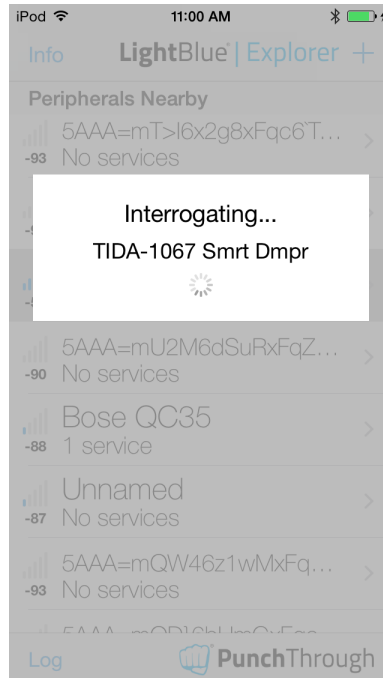 iPod 11:00 AM
Info LightBlue® | Explorer +
Peripherals Nearby
5AAA=mT>I6x2g8xFqc6`T...
-93 No services
Interrogating...
TIDA-1067 Smrt Dmpr
5AAA=mU2M6dSuRxFqZ...
-90 No services
Bose QC35
-88 1 service
Unnamed
-87 No services
5AAA=mQW46z1wMxFq...
-93 No services
Log PunchThrough